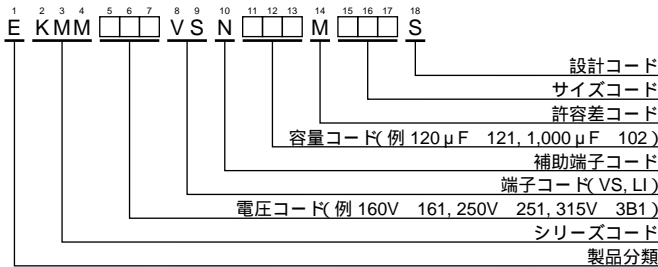 1 2 3 4 5 6 7 8 9 10 11 12 13 14 15 16 17 18
E KMM □□□ VS N □□□ M □□□ S
設計コード
サイズコード
許容差コード
容量コード(例 120μF 121, 1,000μF 102)
補助端子コード
端子コード(VS, LI)
電圧コード(例 160V 161, 250V 251, 315V 3B1)
シリーズコード
製品分類